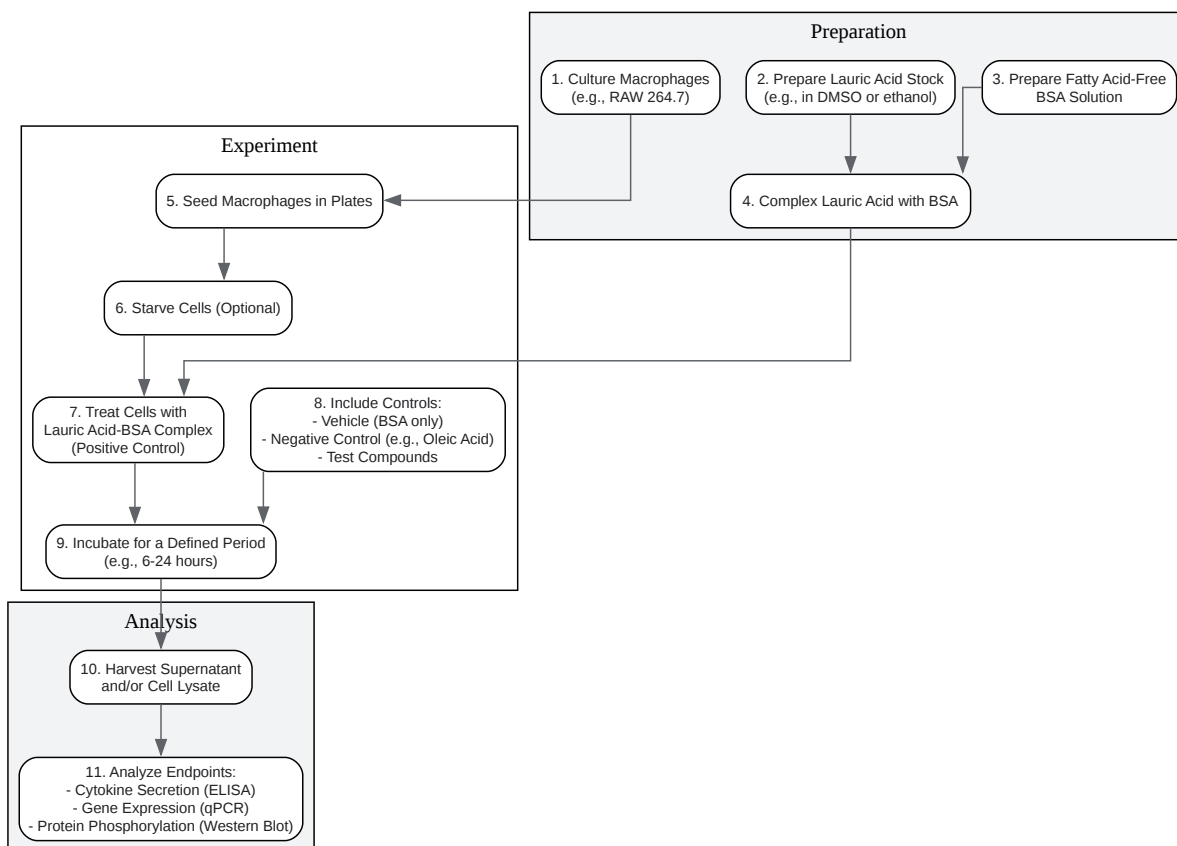 Preparation
1. Culture Macrophages
(e.g., RAW 264.7)
2. Prepare Lauric Acid Stock
(e.g., in DMSO or ethanol)
3. Prepare Fatty Acid-Free
BSA Solution
4. Complex Lauric Acid with BSA
Experiment
5. Seed Macrophages in Plates
6. Starve Cells (Optional)
7. Treat Cells with
Lauric Acid-BSA Complex
(Positive Control)
8. Include Controls:
- Vehicle (BSA only)
- Negative Control (e.g., Oleic Acid)
- Test Compounds
9. Incubate for a Defined Period
(e.g., 6-24 hours)
Analysis
10. Harvest Supernatant
and/or Cell Lysate
11. Analyze Endpoints:
- Cytokine Secretion (ELISA)
- Gene Expression (qPCR)
- Protein Phosphorylation (Western Blot)